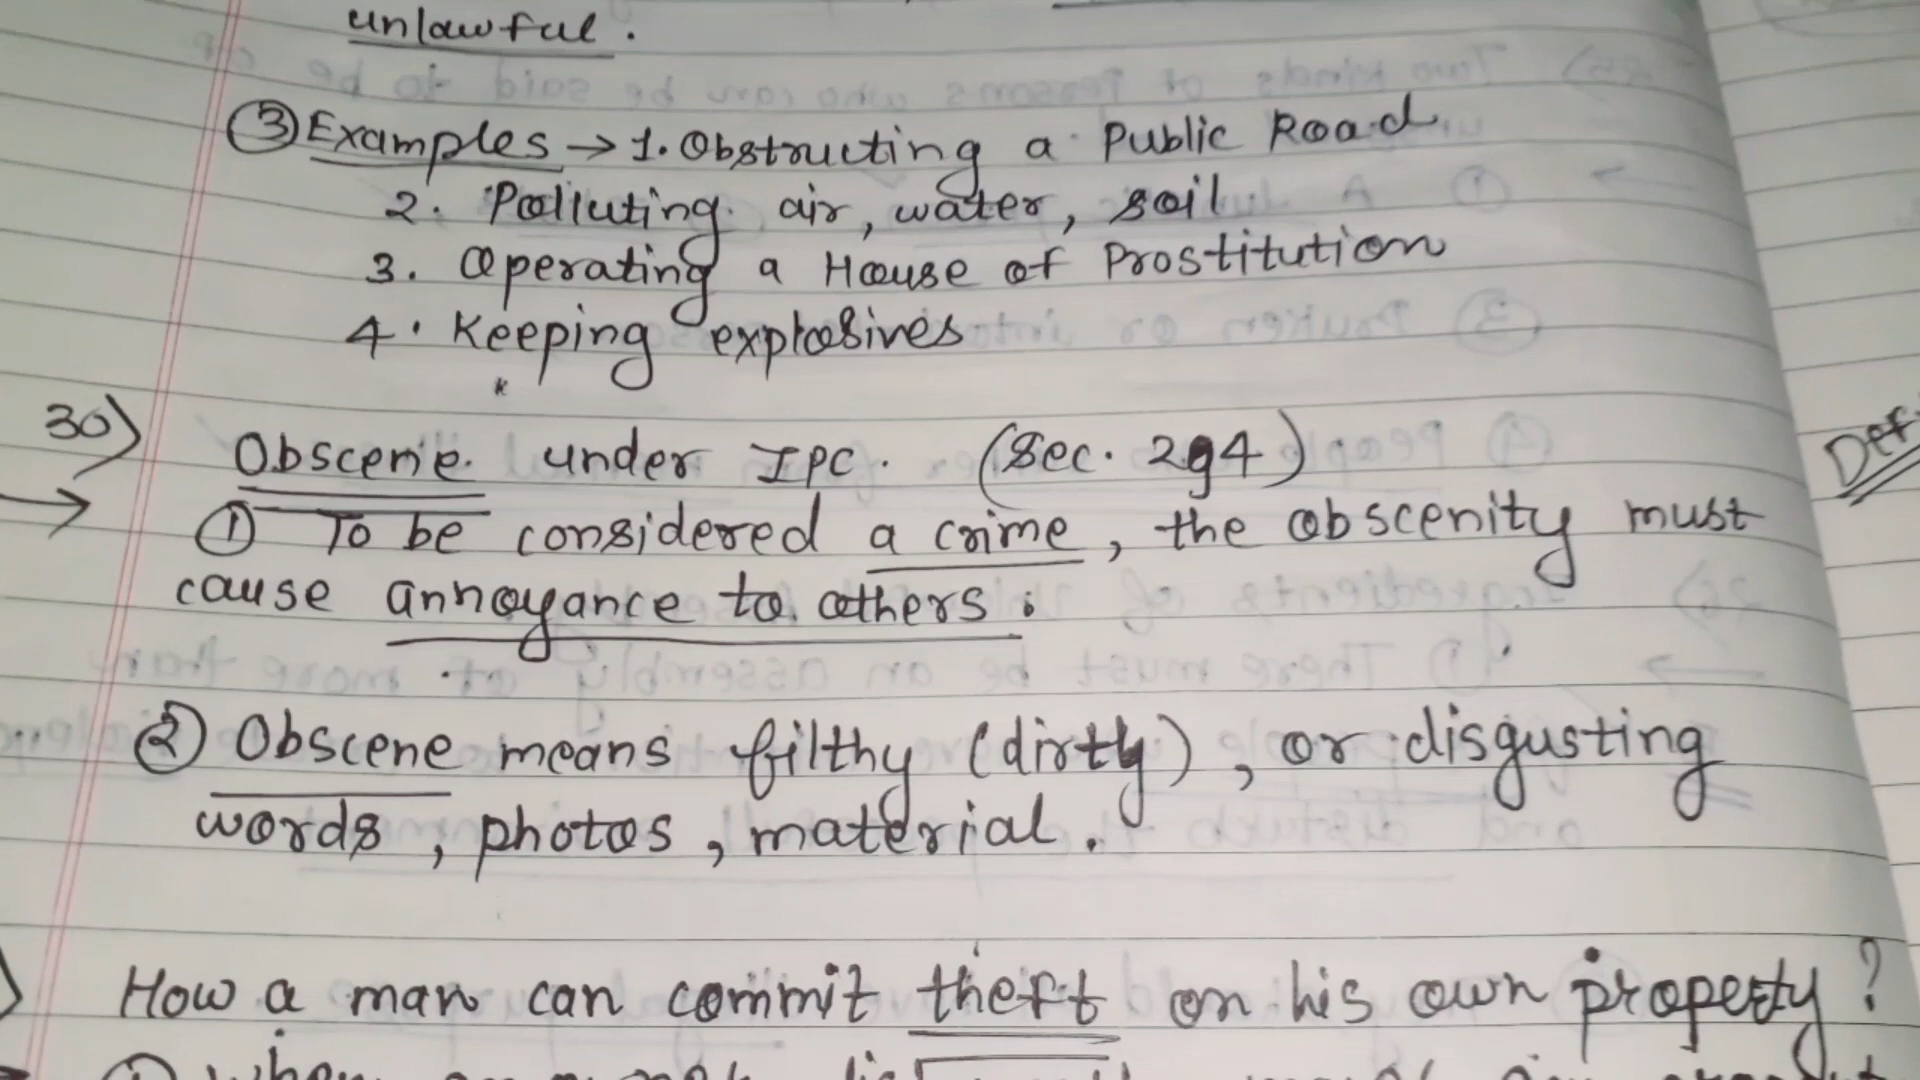 unlawful.
③ Examples → 1. Obstructing a Public Road
2. Polluting air, water, soil
3. Operating a House of Prostitution
4. Keeping explosives
30)
Obscene under IPC. (Sec. 294)
Def
→ ① To be considered a crime, the obscenity must
cause annoyance to others.
② Obscene means filthy (dirty), or disgusting
words, photos, material.
How a man can commit theft on his own property?